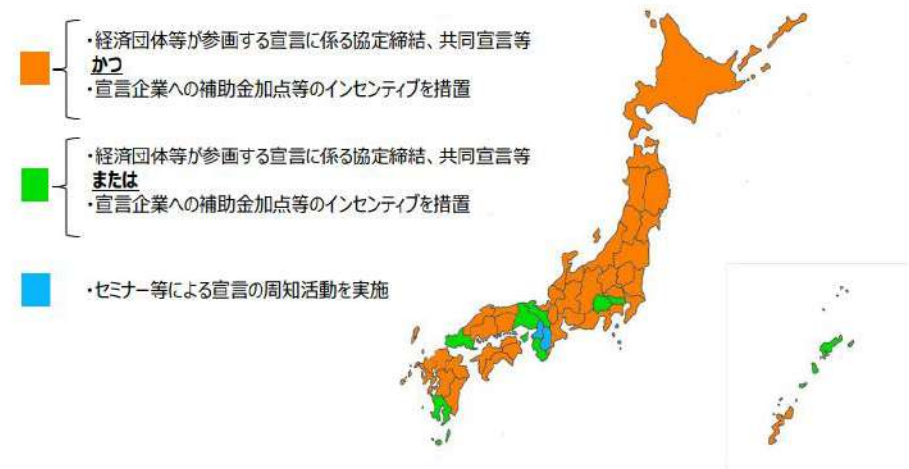 ・経済団体等が参画する宣言に係る協定締結、共同宣言等
かつ
・宣言企業への補助金加点等のインセンティブを措置
・経済団体等が参画する宣言に係る協定締結、共同宣言等
または
・宣言企業への補助金加点等のインセンティブを措置
・セミナー等による宣言の周知活動を実施